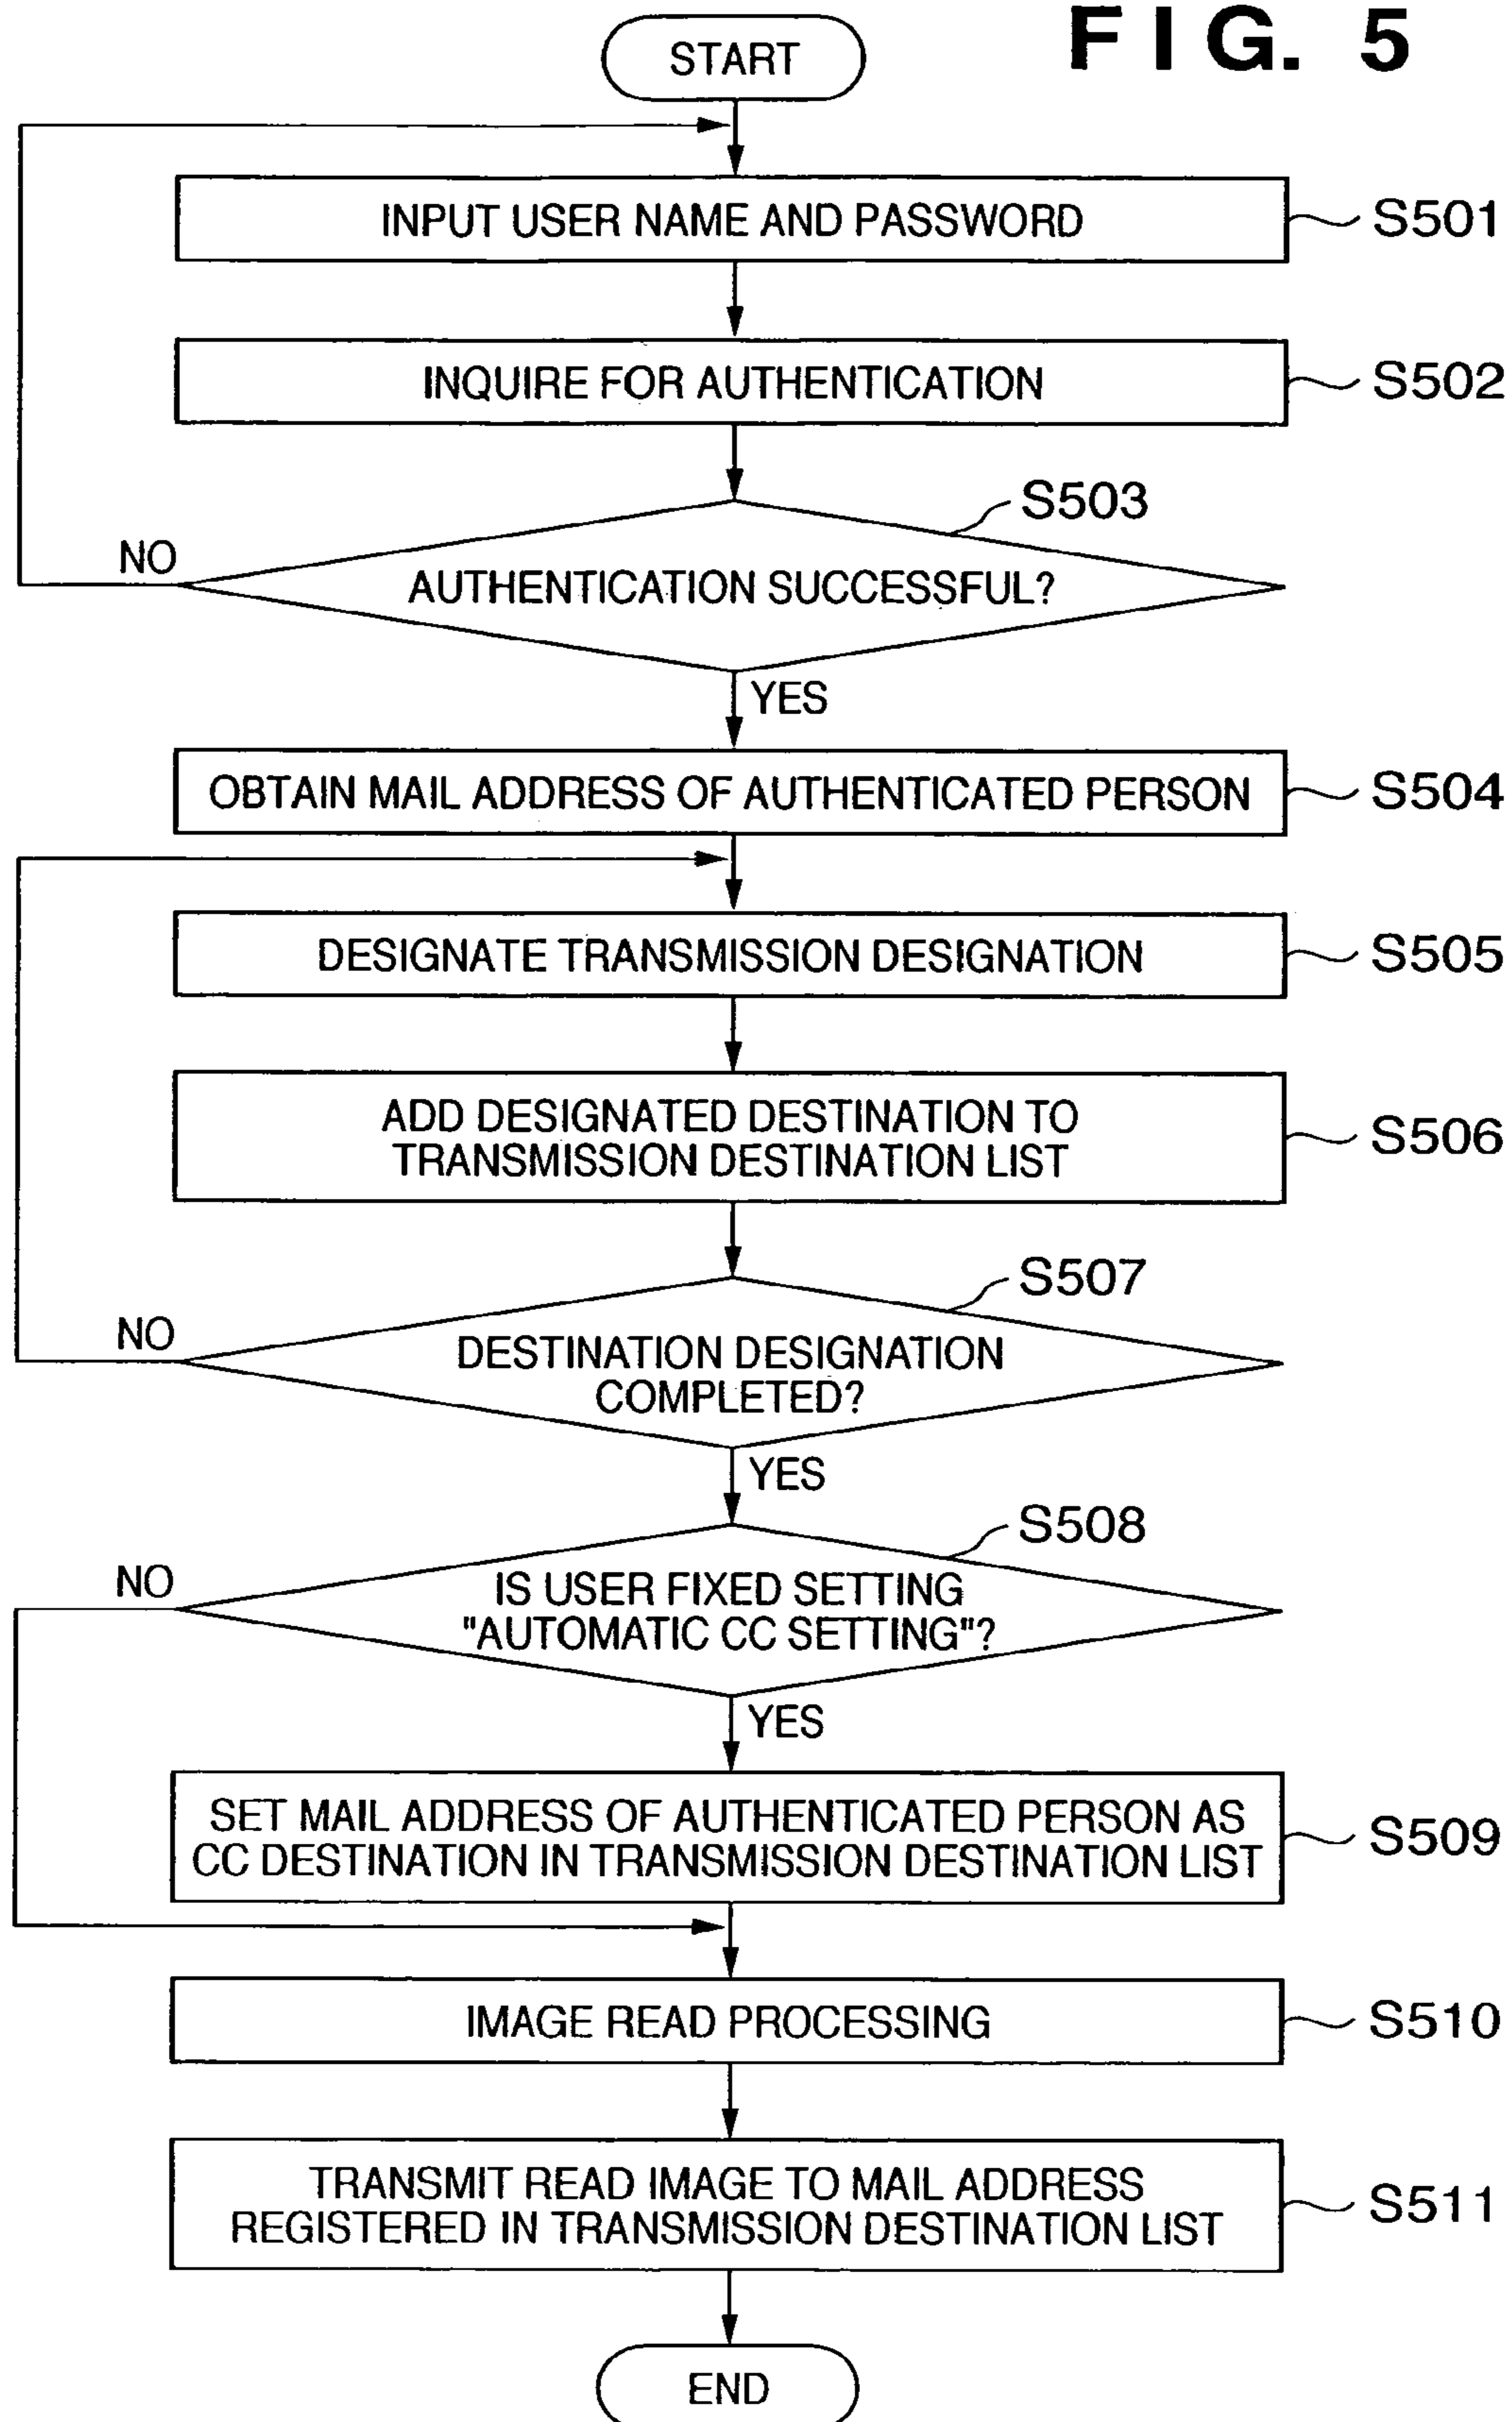 FIG. 5
START
INPUT USER NAME AND PASSWORD
S501
INQUIRE FOR AUTHENTICATION
S502
S503
NO
AUTHENTICATION SUCCESSFUL?
YES
OBTAIN MAIL ADDRESS OF AUTHENTICATED PERSON
S504
DESIGNATE TRANSMISSION DESIGNATION
S505
ADD DESIGNATED DESTINATION TO
TRANSMISSION DESTINATION LIST
S506
S507
NO
DESTINATION DESIGNATION
COMPLETED?
YES
S508
NO
IS USER FIXED SETTING
"AUTOMATIC CC SETTING"?
YES
SET MAIL ADDRESS OF AUTHENTICATED PERSON AS
CC DESTINATION IN TRANSMISSION DESTINATION LIST
S509
IMAGE READ PROCESSING
S510
TRANSMIT READ IMAGE TO MAIL ADDRESS
REGISTERED IN TRANSMISSION DESTINATION LIST
S511
END